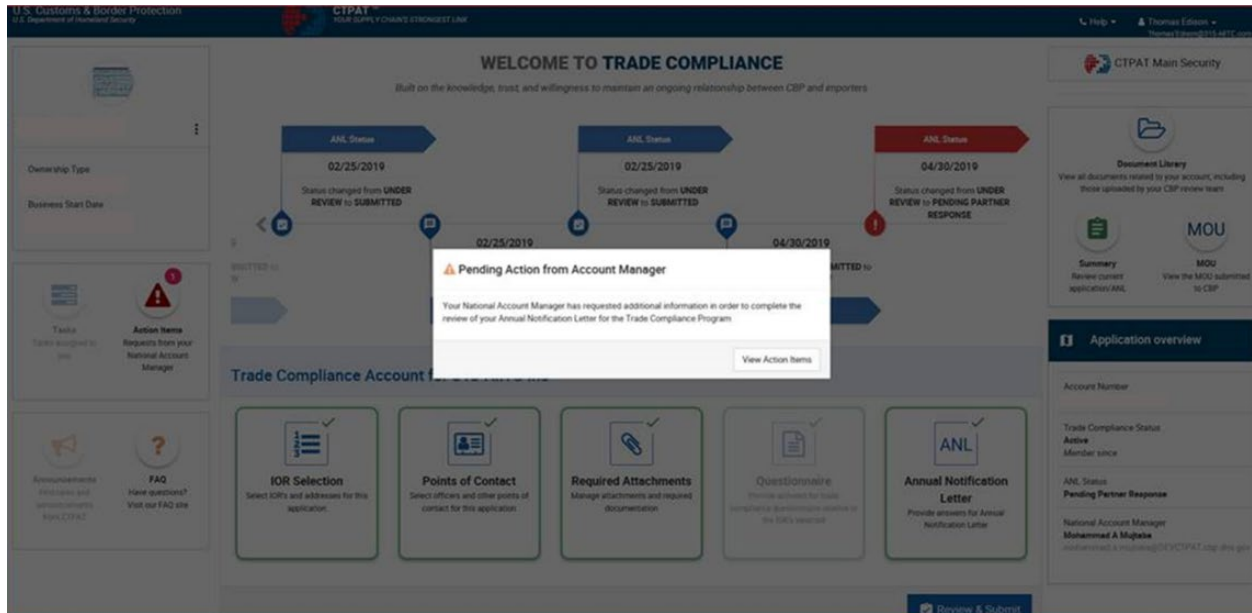 U.S. Customs & Border Protection
U.S. Department of Homeland Security
CTPAT
YOUR SUPPLY CHAIN'S STRONGEST LINK
Help
Thomas Edison
WELCOME TO TRADE COMPLIANCE
Built on the knowledge, trust, and willingness to maintain an ongoing relationship between CBP and importers
CTPAT Main Security
Ownership Type
Business Start Date
ANL Status
02/25/2019
Status changed from UNDER
REVIEW to SUBMITTED
ANL Status
02/25/2019
Status changed from UNDER
REVIEW to SUBMITTED
ANL Status
04/30/2019
Status changed from UNDER
REVIEW to PENDING PARTNER
RESPONSE
02/25/2019
04/30/2019
Document Library
View all documents related to your account, including
those uploaded by your CBP review team
Summary
Review current
application/ANL
MOU
MOU
View the MOU submitted
to CBP
Pending Action from Account Manager
Your National Account Manager has requested additional information in order to complete the
review of your Annual Notification Letter for the Trade Compliance Program
View Action Items
1
Tasks
Tasks assigned to
you
Action Items
Requests from your
National Account
Manager
Announcements
FAQ
Have questions?
Visit our FAQ site
Trade Compliance Account
IOR Selection
Select IOR's and addresses for this
application
Points of Contact
Select officers and other points of
contact for this application
Required Attachments
Manage attachments and required
documentation
Questionnaire
ANL
Annual Notification
Letter
Provide answers for Annual
Notification Letter
Review & Submit
Application overview
Account Number
Trade Compliance Status
Active
Member since
ANL Status
Pending Partner Response
National Account Manager
Mohammad A Mujtaba